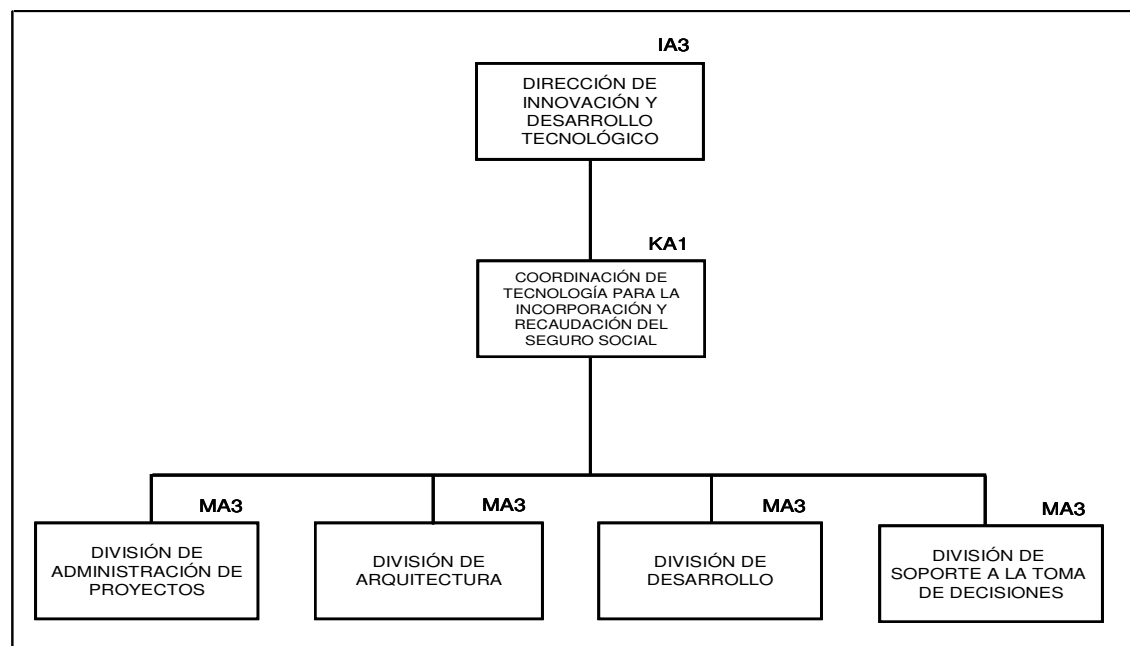 IA3
DIRECCIÓN DE
INNOVACIÓN Y
DESARROLLO
TECNOLÓGICO
KA1
COORDINACIÓN DE
TECNOLOGÍA PARA LA
INCORPORACIÓN Y
RECAUDACIÓN DEL
SEGURO SOCIAL
MA3
DIVISIÓN DE
ADMINISTRACIÓN DE
PROYECTOS
MA3
DIVISIÓN DE
ARQUITECTURA
MA3
DIVISIÓN DE
DESARROLLO
MA3
DIVISIÓN DE
SOPORTE A LA TOMA
DE DECISIONES